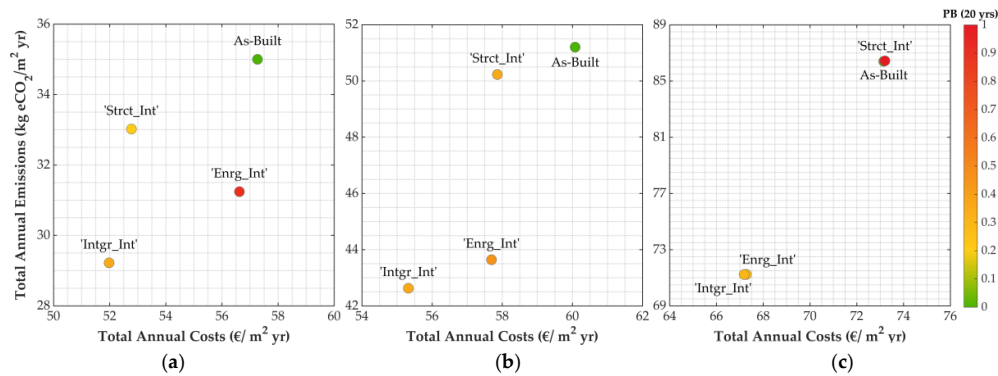 Total Annual Emissions (kg eCO2/m2 yr)
36
35
34
33
32
31
30
29
28
As-Built
'Strct_Int'
'Enrg_Int'
'Intgr_Int'
50 52 54 56 58 60
Total Annual Costs (€/ m2 yr)
(a)
52
50
48
46
44
42
'Strct_Int'
As-Built
'Enrg_Int'
'Intgr_Int'
54 56 58 60 62
Total Annual Costs (€/ m2 yr)
(b)
89
85
81
77
73
69
'Strct_Int'
As-Built
'Enrg_Int'
'Intgr_Int'
64 66 68 70 72 74 76
Total Annual Costs (€/ m2 yr)
(c)
PB (20 yrs)
1
0.9
0.8
0.7
0.6
0.5
0.4
0.3
0.2
0.1
0